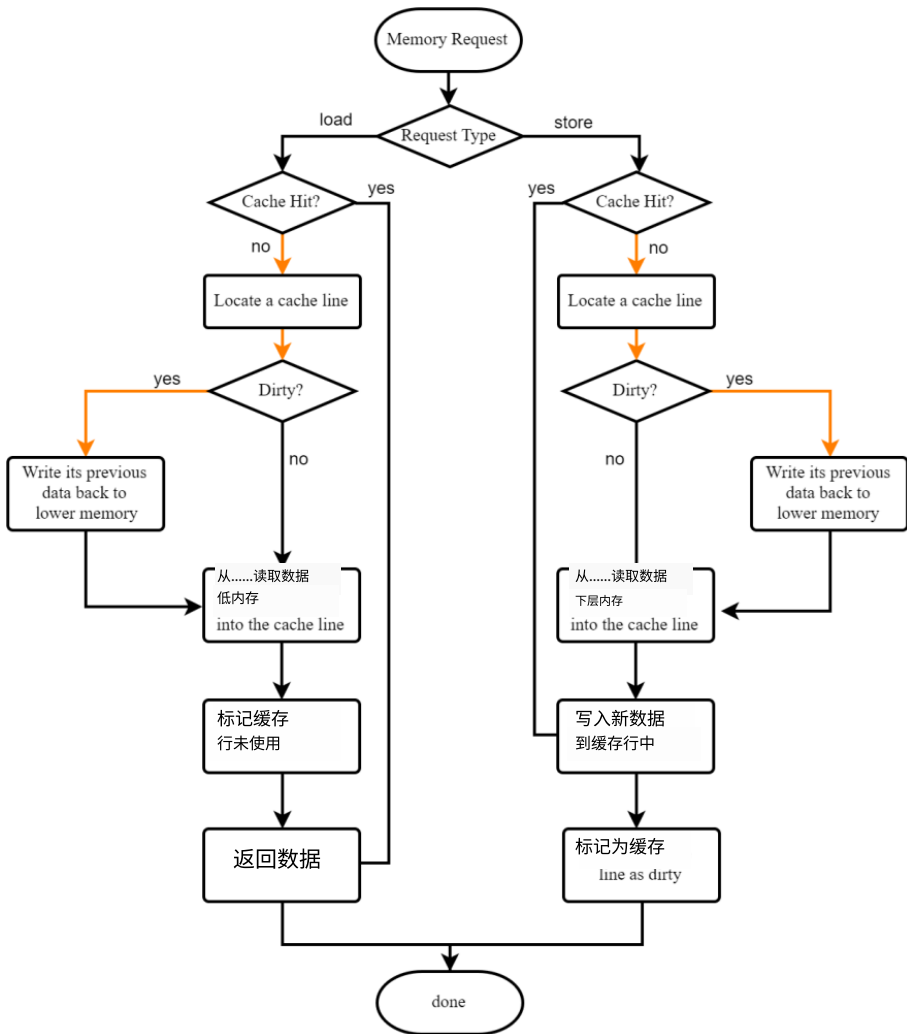 Memory Request
Request Type
load
store
Cache Hit?
yes
no
Locate a cache line
Dirty?
yes
no
Write its previous
data back to
lower memory
从......读取数据
低内存
into the cache line
标记缓存
行未使用
返回数据
yes
Cache Hit?
no
Locate a cache line
Dirty?
yes
no
Write its previous
data back to
lower memory
从......读取数据
下层内存
into the cache line
写入新数据
到缓存行中
标记为缓存
line as dirty
done